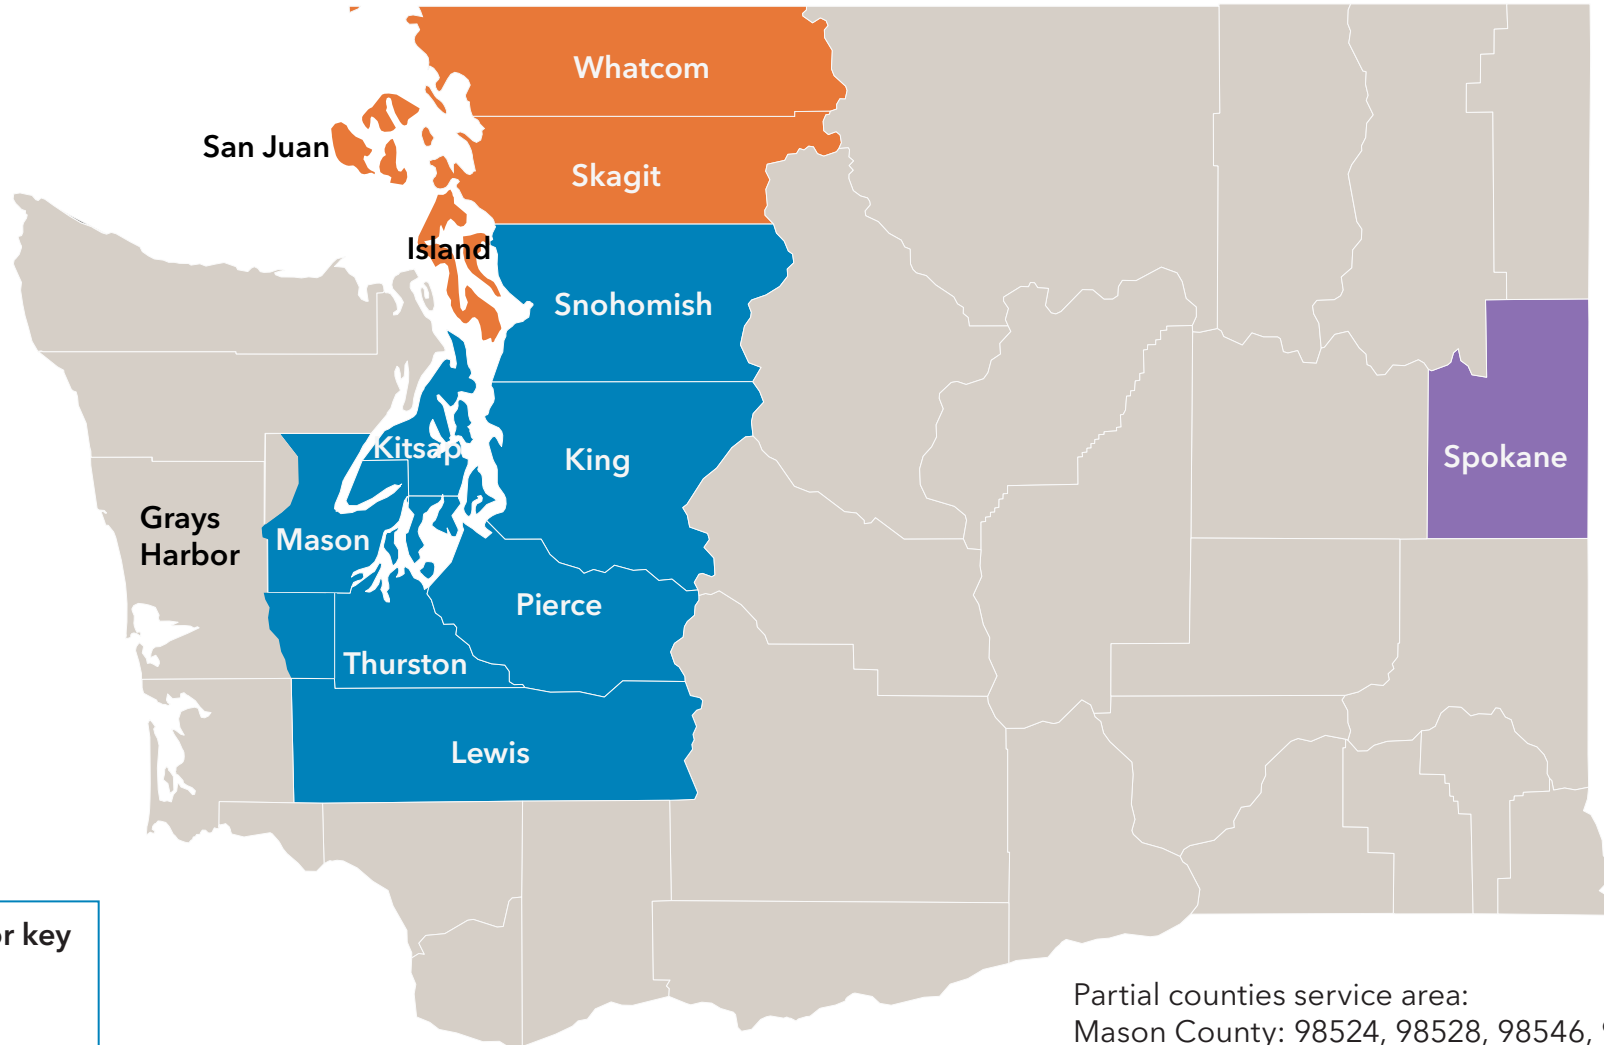 Whatcom
San Juan
Skagit
Island
Snohomish
Kitsap
King
Spokane
Grays
Harbor
Mason
Pierce
Thurston
Lewis
key
Partial counties service area:
Mason County: 98524, 98528, 98546,